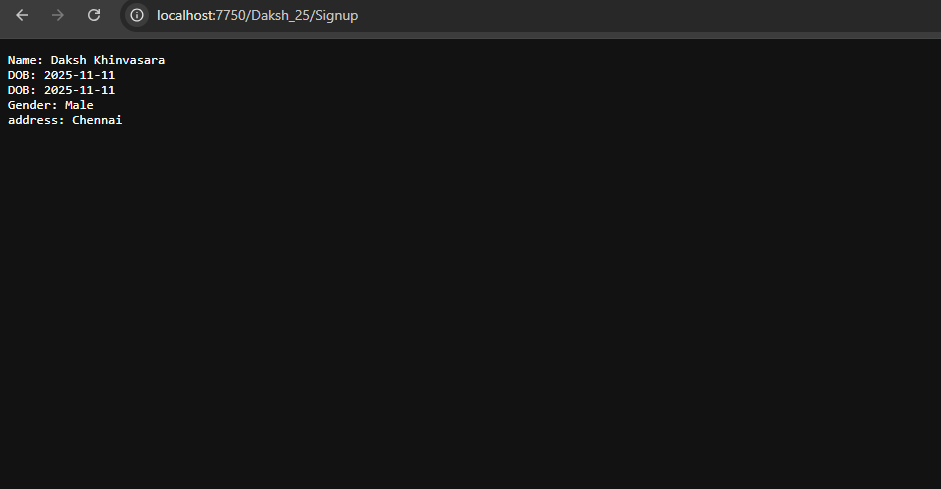 localhost:7750/Daksh_25/Signup
Name: Daksh Khinvasara
DOB: 2025-11-11
DOB: 2025-11-11
Gender: Male
address: Chennai